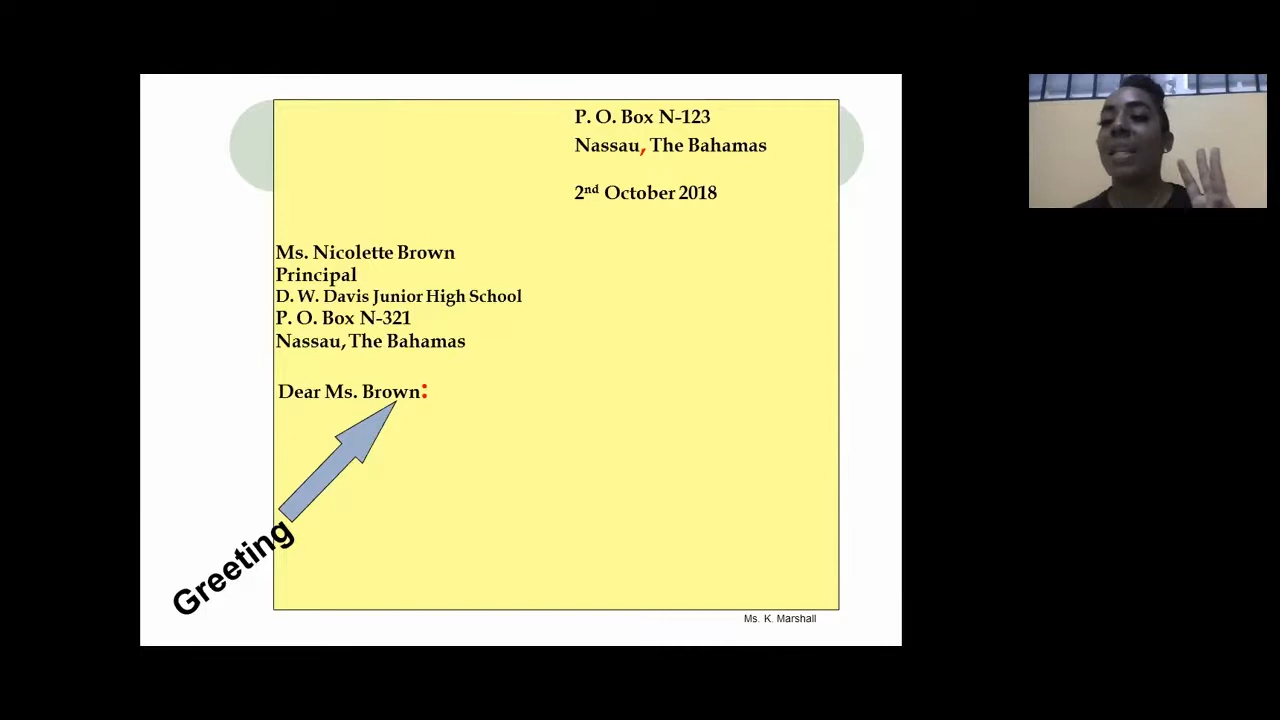 P. O. Box N-123
Nassau, The Bahamas
2nd October 2018
Ms. Nicolette Brown
Principal
D. W. Davis Junior High School
P. O. Box N-321
Nassau, The Bahamas
Dear Ms. Brown:
Greeting
Ms. K. Marshall